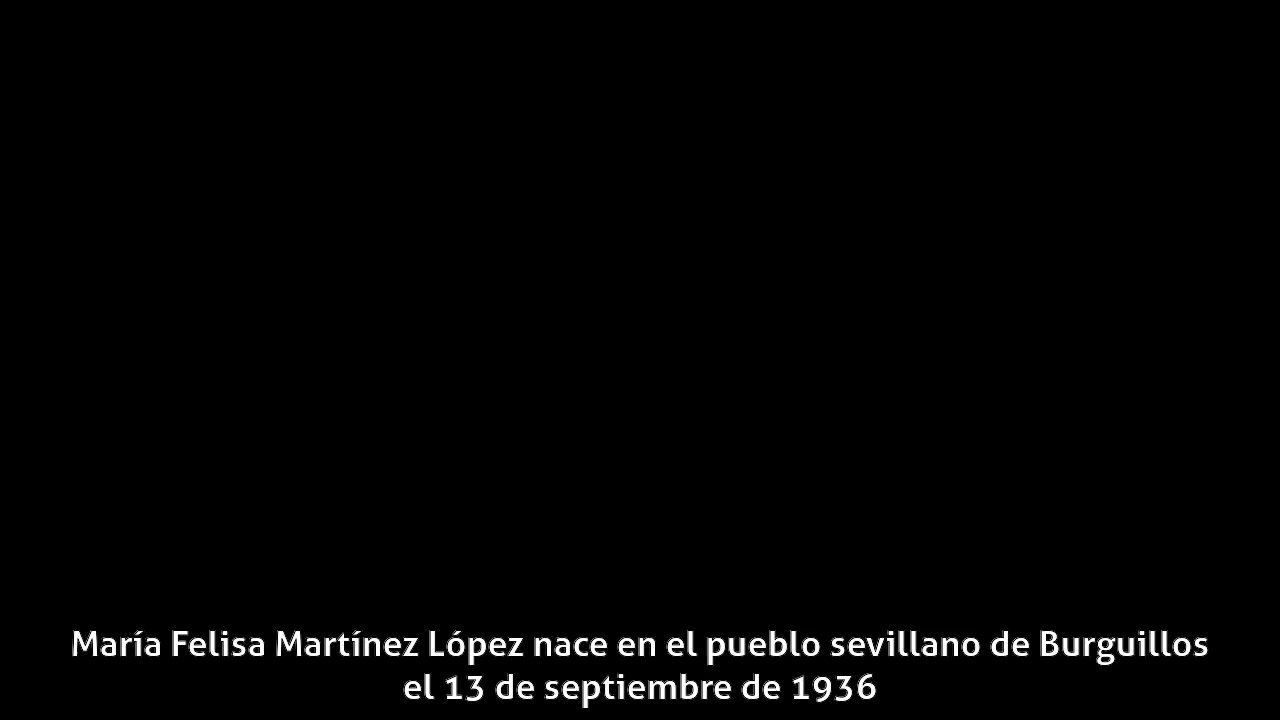 María Felisa Martínez López nace en el pueblo sevillano de Burguillos
el 13 de septiembre de 1936